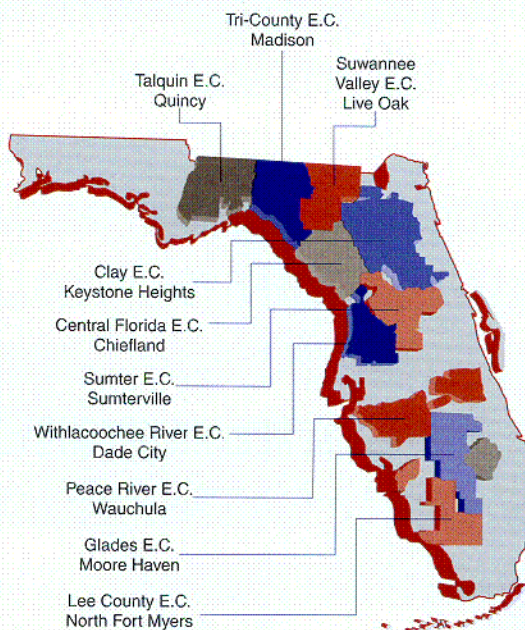 Tri-County E.C.
Madison
Suwannee
Valley E.C.
Live Oak
Talquin E.C.
Quincy
Clay E.C.
Keystone Heights
Central Florida E.C.
Chiefland
Sumter E.C.
Sumterville
Withlacoochee River E.C.
Dade City
Peace River E.C.
Wauchula
Glades E.C.
Moore Haven
Lee County E.C.
North Fort Myers